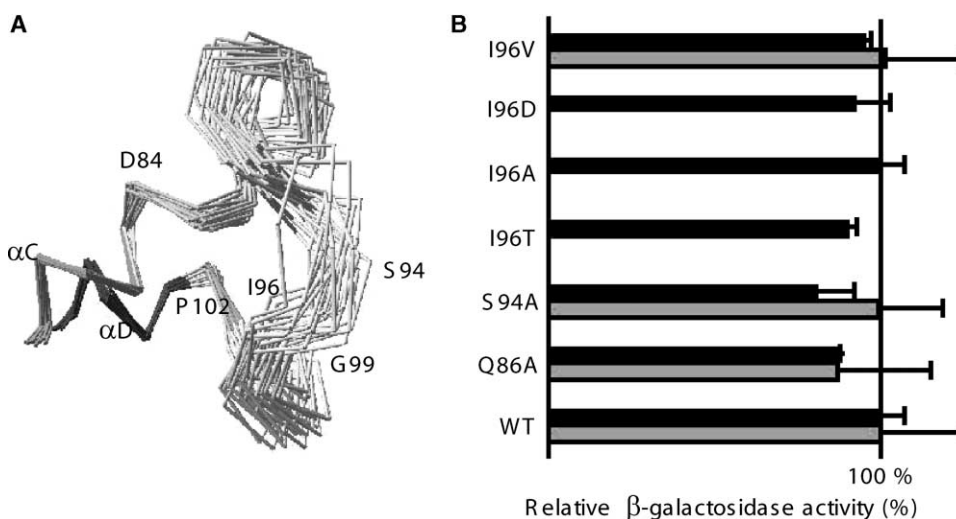 A
D84
αC
αD
P102
I96
S94
G99
B
I96V
I96D
I96A
I96T
S94A
Q86A
WT
100 %
Relative β-galactosidase activity (%)